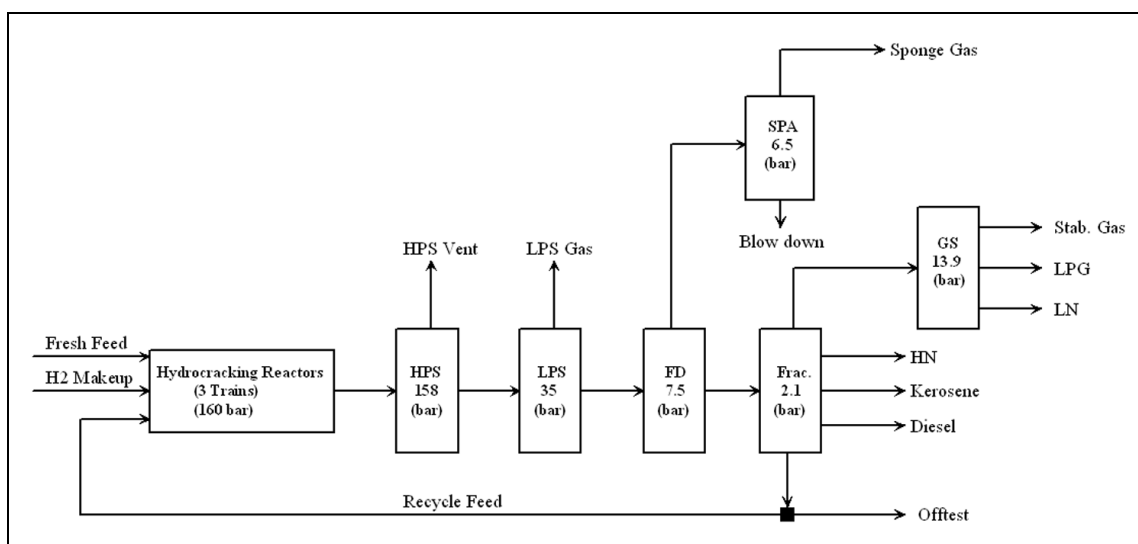 Sponge Gas
SPA
6.5
(bar)
Blow down
Stab. Gas
GS
13.9
(bar)
LPG
LN
HPS Vent
LPS Gas
Fresh Feed
H2 Makeup
Hydrocracking Reactors
(3 Trains)
(160 bar)
HPS
158
(bar)
LPS
35
(bar)
FD
7.5
(bar)
Frac.
2.1
(bar)
HN
Kerosene
Diesel
Recycle Feed
Offtest